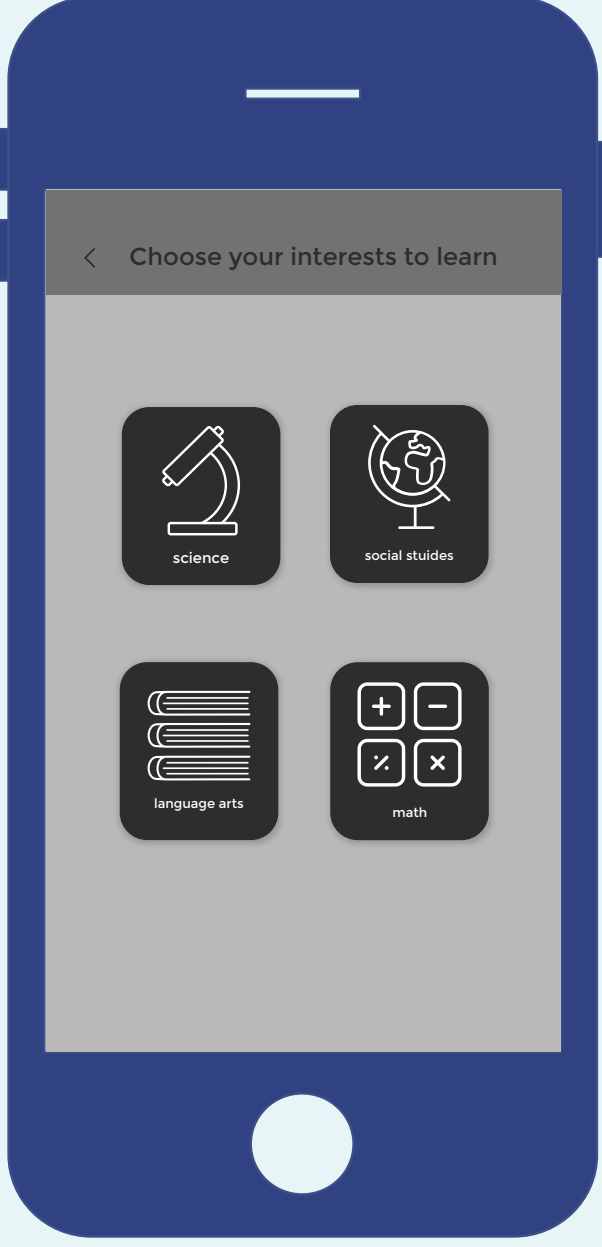 Choose your interests to learn
science
social stuides
language arts
math